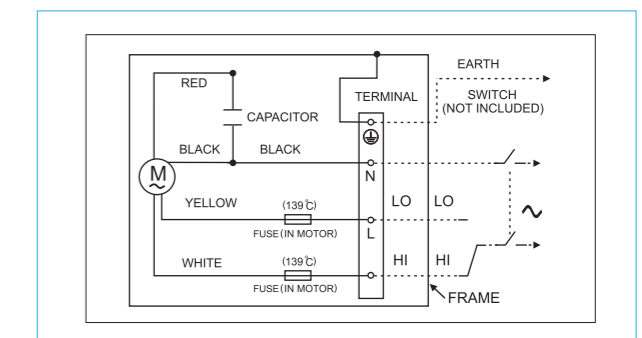 EARTH
RED
TERMINAL
SWITCH
(NOT INCLUDED)
CAPACITOR
BLACK BLACK
M
N
YELLOW
(139℃)
LO LO
FUSE (IN MOTOR)
L
WHITE
(139℃)
HI HI
FUSE (IN MOTOR)
FRAME